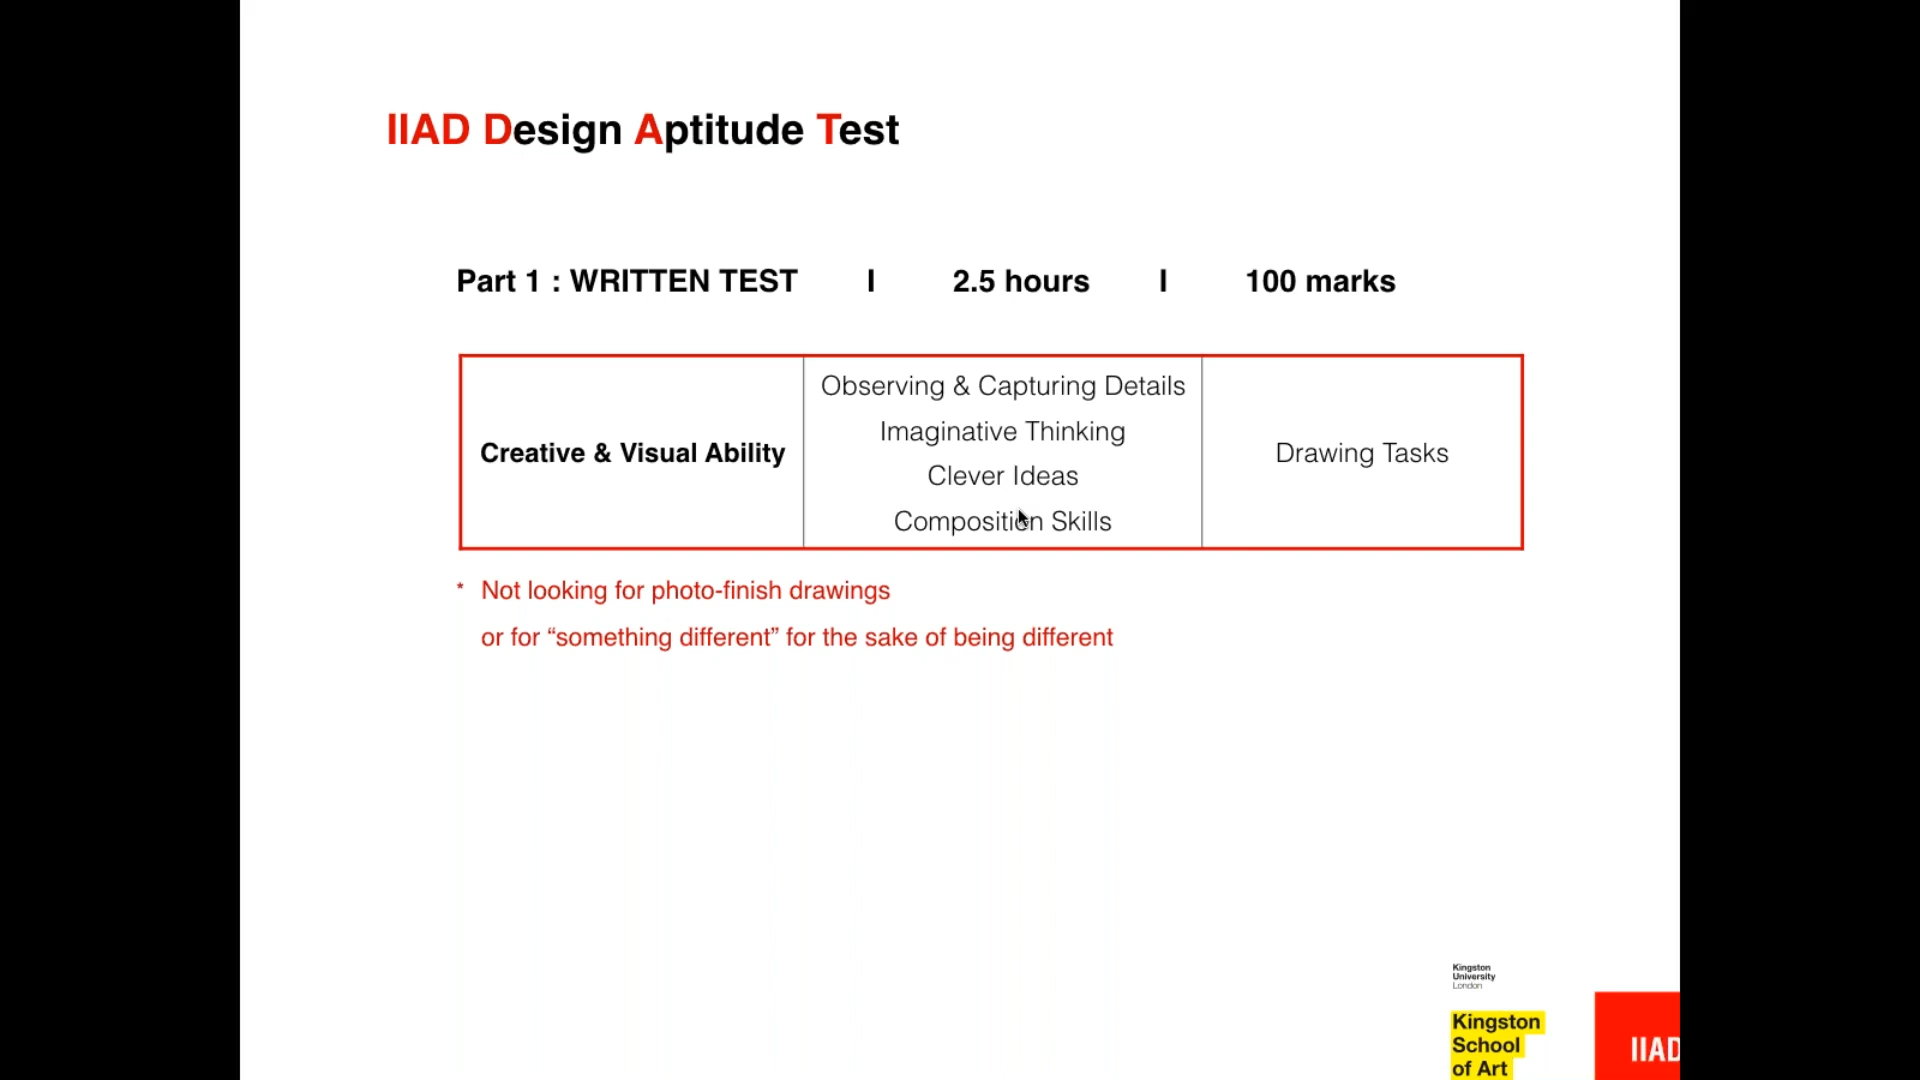 IIAD Design Aptitude Test
Part 1 : WRITTEN TEST I 2.5 hours I 100 marks
Creative & Visual Ability
Observing & Capturing Details
Imaginative Thinking
Clever Ideas
Composition Skills
Drawing Tasks
* Not looking for photo-finish drawings
or for “something different” for the sake of being different
Kingston
University
London
Kingston
School
of Art
IIAD